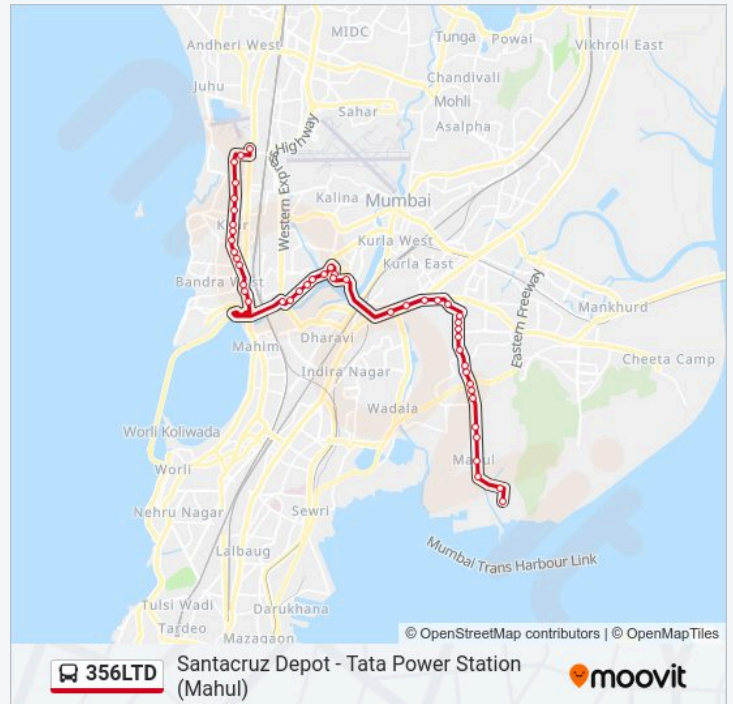 MIDC
Tunga
Powai
Vikhroli East
Andheri West
Chandivali
Juhu
Mohli
Sahar
Asalpha
Western Express Highway
Kalina
Mumbai
Khar
Kurla West
Kurla East
Bandra West
Eastern Freeway
Mankhurd
Dharavi
Mahim
Cheeta Camp
Indira Nagar
Wadala
Worli Koliwada
Worli
Mahul
Nehru Nagar
Sewri
Lalbaug
Mumbai Trans Harbour Link
Tulsi Wadi
Darukhana
Tardeo
Mazagaon
© OpenStreetMap contributors | © OpenMapTiles
356LTD
Santacruz Depot - Tata Power Station
(Mahul)
moovit